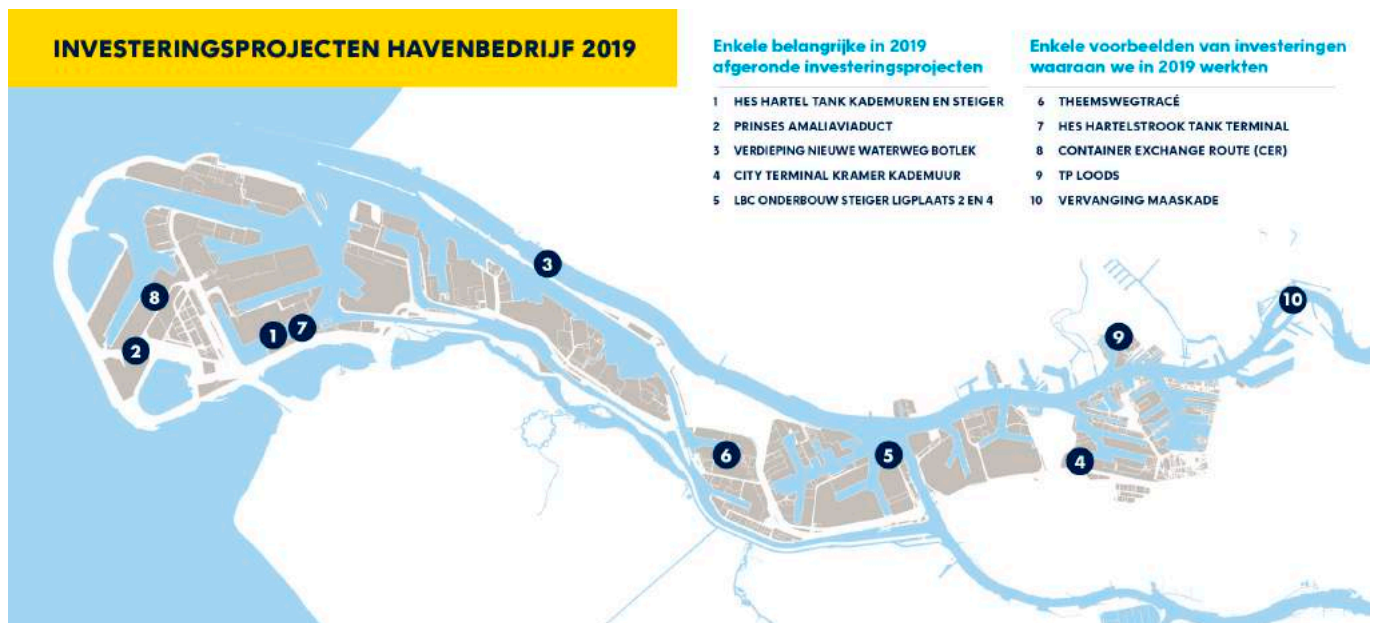 INVESTERINGSPROJECTEN HAVENBEDRIJF 2019
Enkele belangrijke in 2019
afgeronde investeringsprojecten
1 HES HARTEL TANK KADEMUREN EN STEIGER
2 PRINSES AMALIAVIADUCT
3 VERDIEPING NIEUWE WATERWEG BOTLEK
4 CITY TERMINAL KRAMER KADEMUUR
5 LBC ONDERBOUW STEIGER LIGPLAATS 2 EN 4
Enkele voorbeelden van investeringen
waaraan we in 2019 werkten
6 THEEMSWEGTRACÉ
7 HES HARTELSTROOK TANK TERMINAL
8 CONTAINER EXCHANGE ROUTE (CER)
9 TP LOODS
10 VERVANGING MAASKADE
3
8
10
1
7
9
2
6
5
4